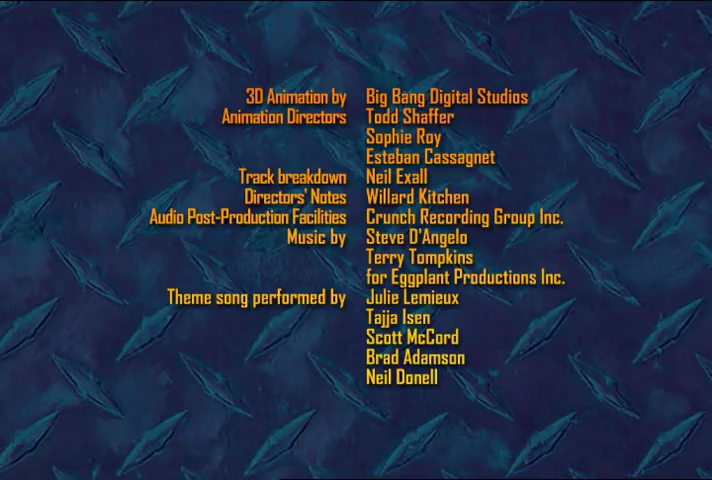 3D Animation by Big Bang Digital Studios
Animation Directors Todd Shaffer
Sophie Roy
Esteban Cassagnet
Track breakdown Neil Exall
Directors' Notes Willard Kitchen
Audio Post-Production Facilities Crunch Recording Group Inc.
Music by Steve D'Angelo
Terry Tompkins
for Eggplant Productions Inc.
Theme song performed by Julie Lemieux
Tajja Isen
Scott McCord
Brad Adamson
Neil Donell